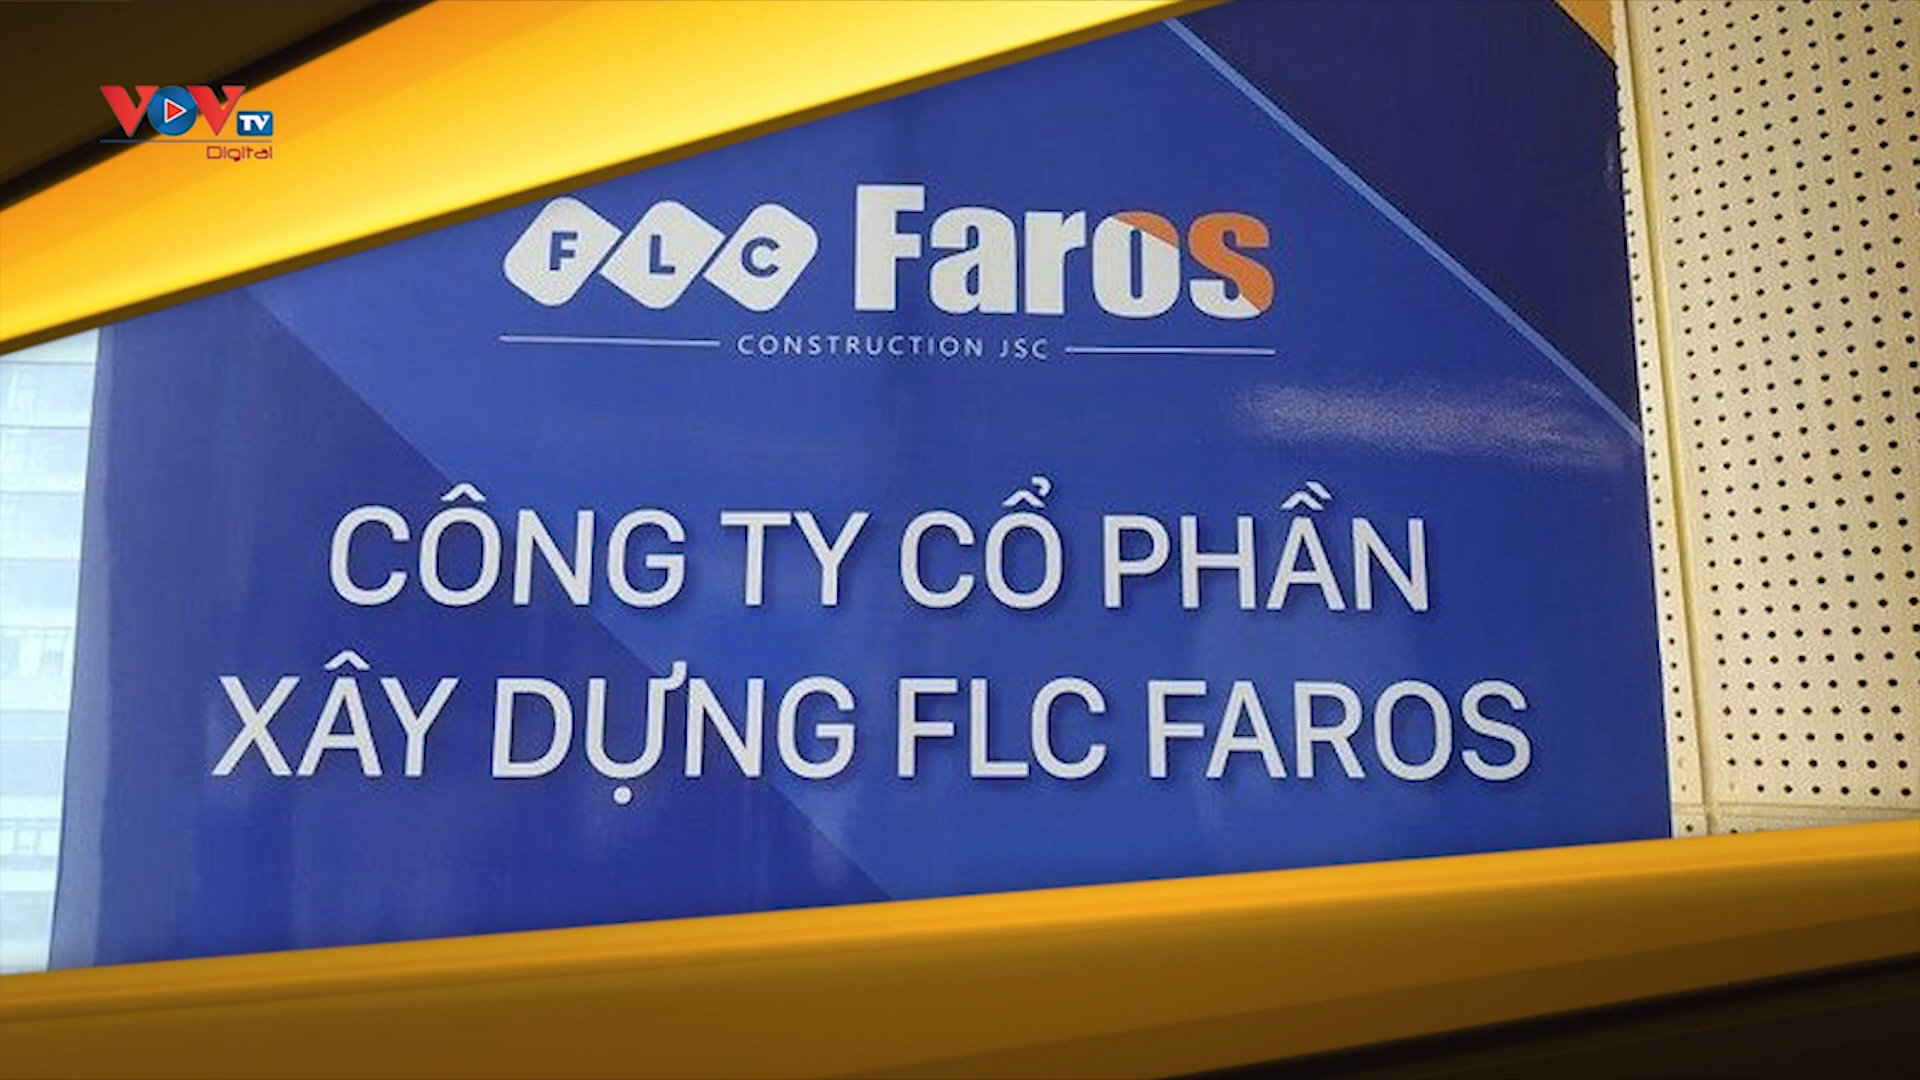 VOV TV
Digital
FLC Faros
CONSTRUCTION JSC
CÔNG TY CỔ PHẦN
XÂY DỰNG FLC FAROS